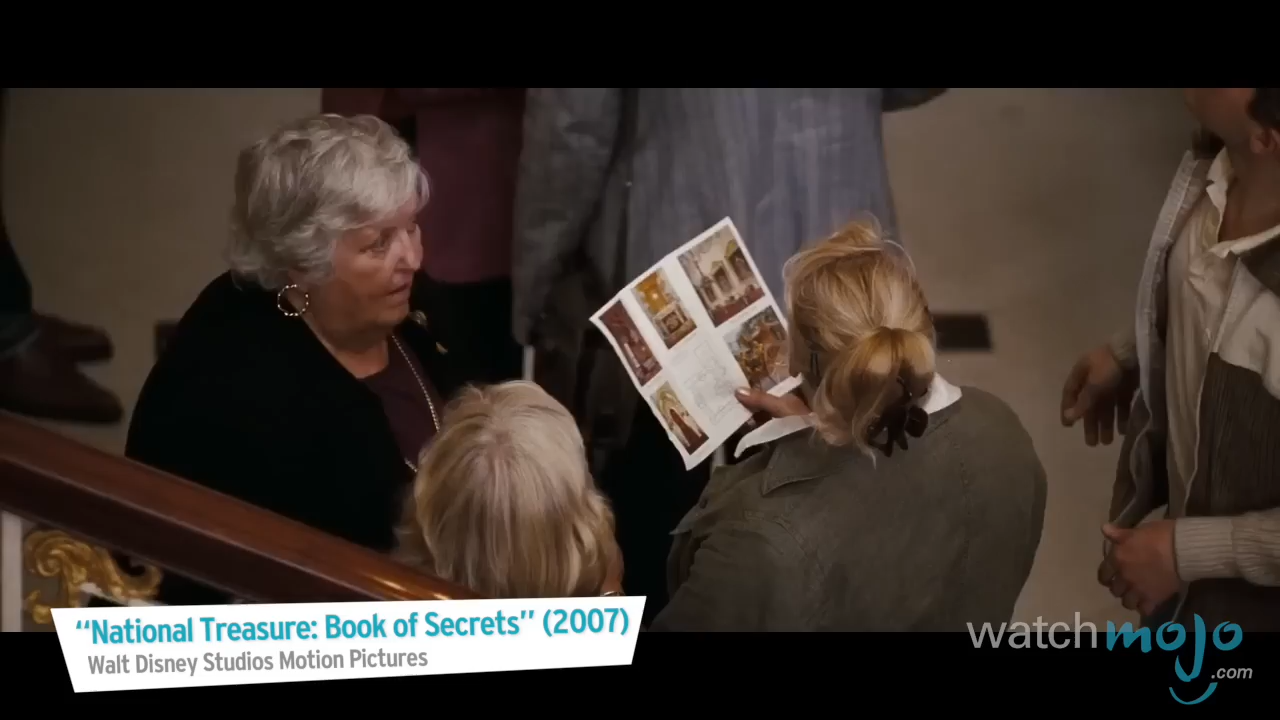 “National Treasure: Book of Secrets” (2007)
Walt Disney Studios Motion Pictures
watchmojo
.com